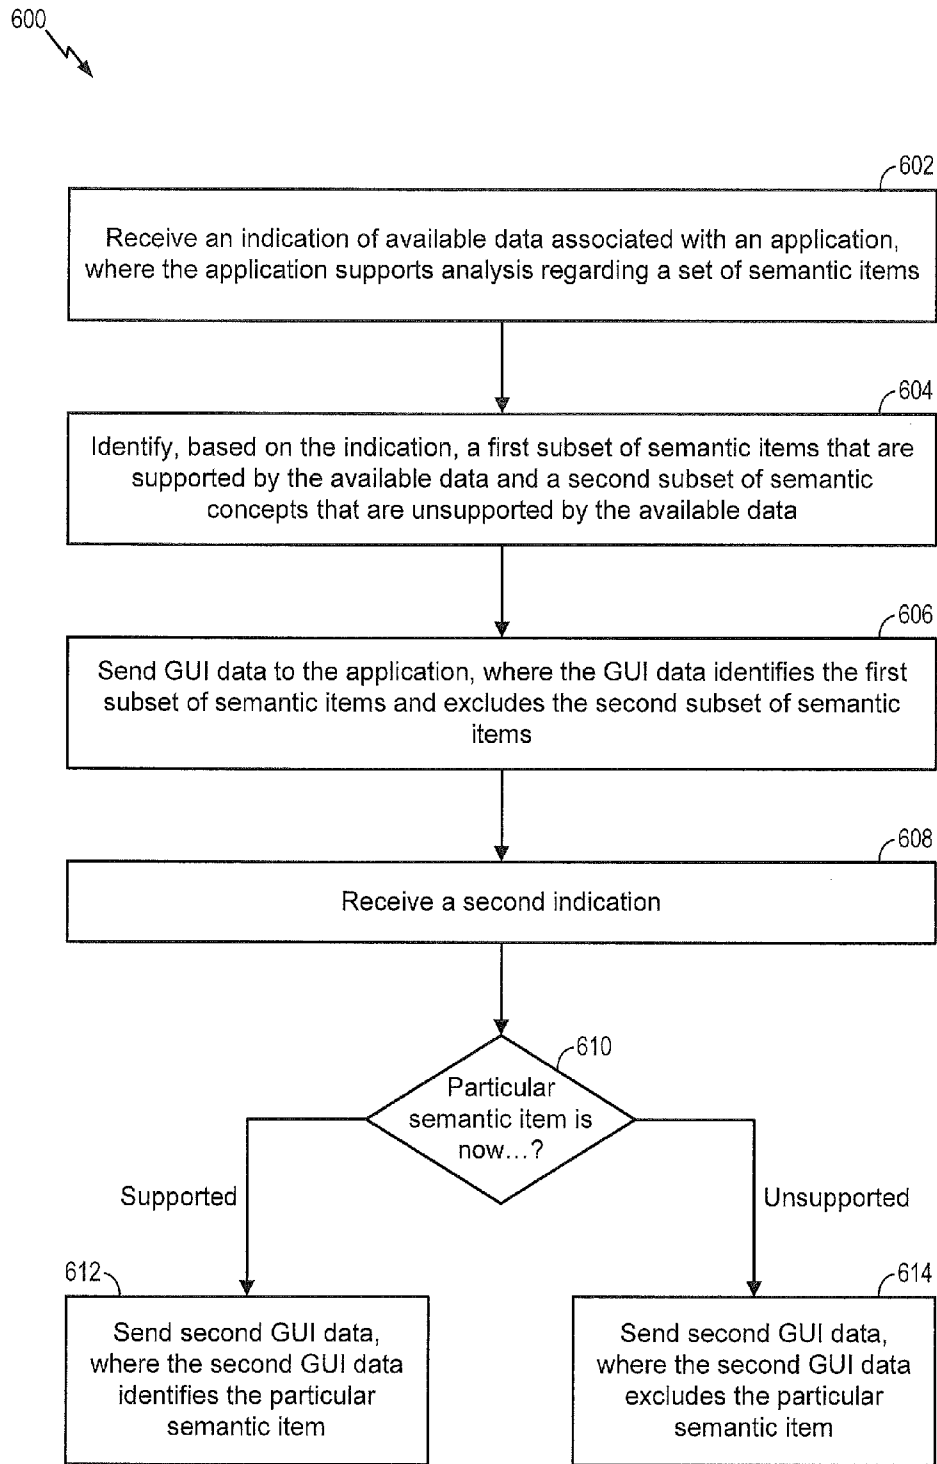 600
602
Receive an indication of available data associated with an application,
where the application supports analysis regarding a set of semantic items
604
Identify, based on the indication, a first subset of semantic items that are
supported by the available data and a second subset of semantic
concepts that are unsupported by the available data
606
Send GUI data to the application, where the GUI data identifies the first
subset of semantic items and excludes the second subset of semantic
items
608
Receive a second indication
610
Particular
semantic item is
now...?
Supported
Unsupported
612
Send second GUI data,
where the second GUI data
identifies the particular
semantic item
614
Send second GUI data,
where the second GUI data
excludes the particular
semantic item